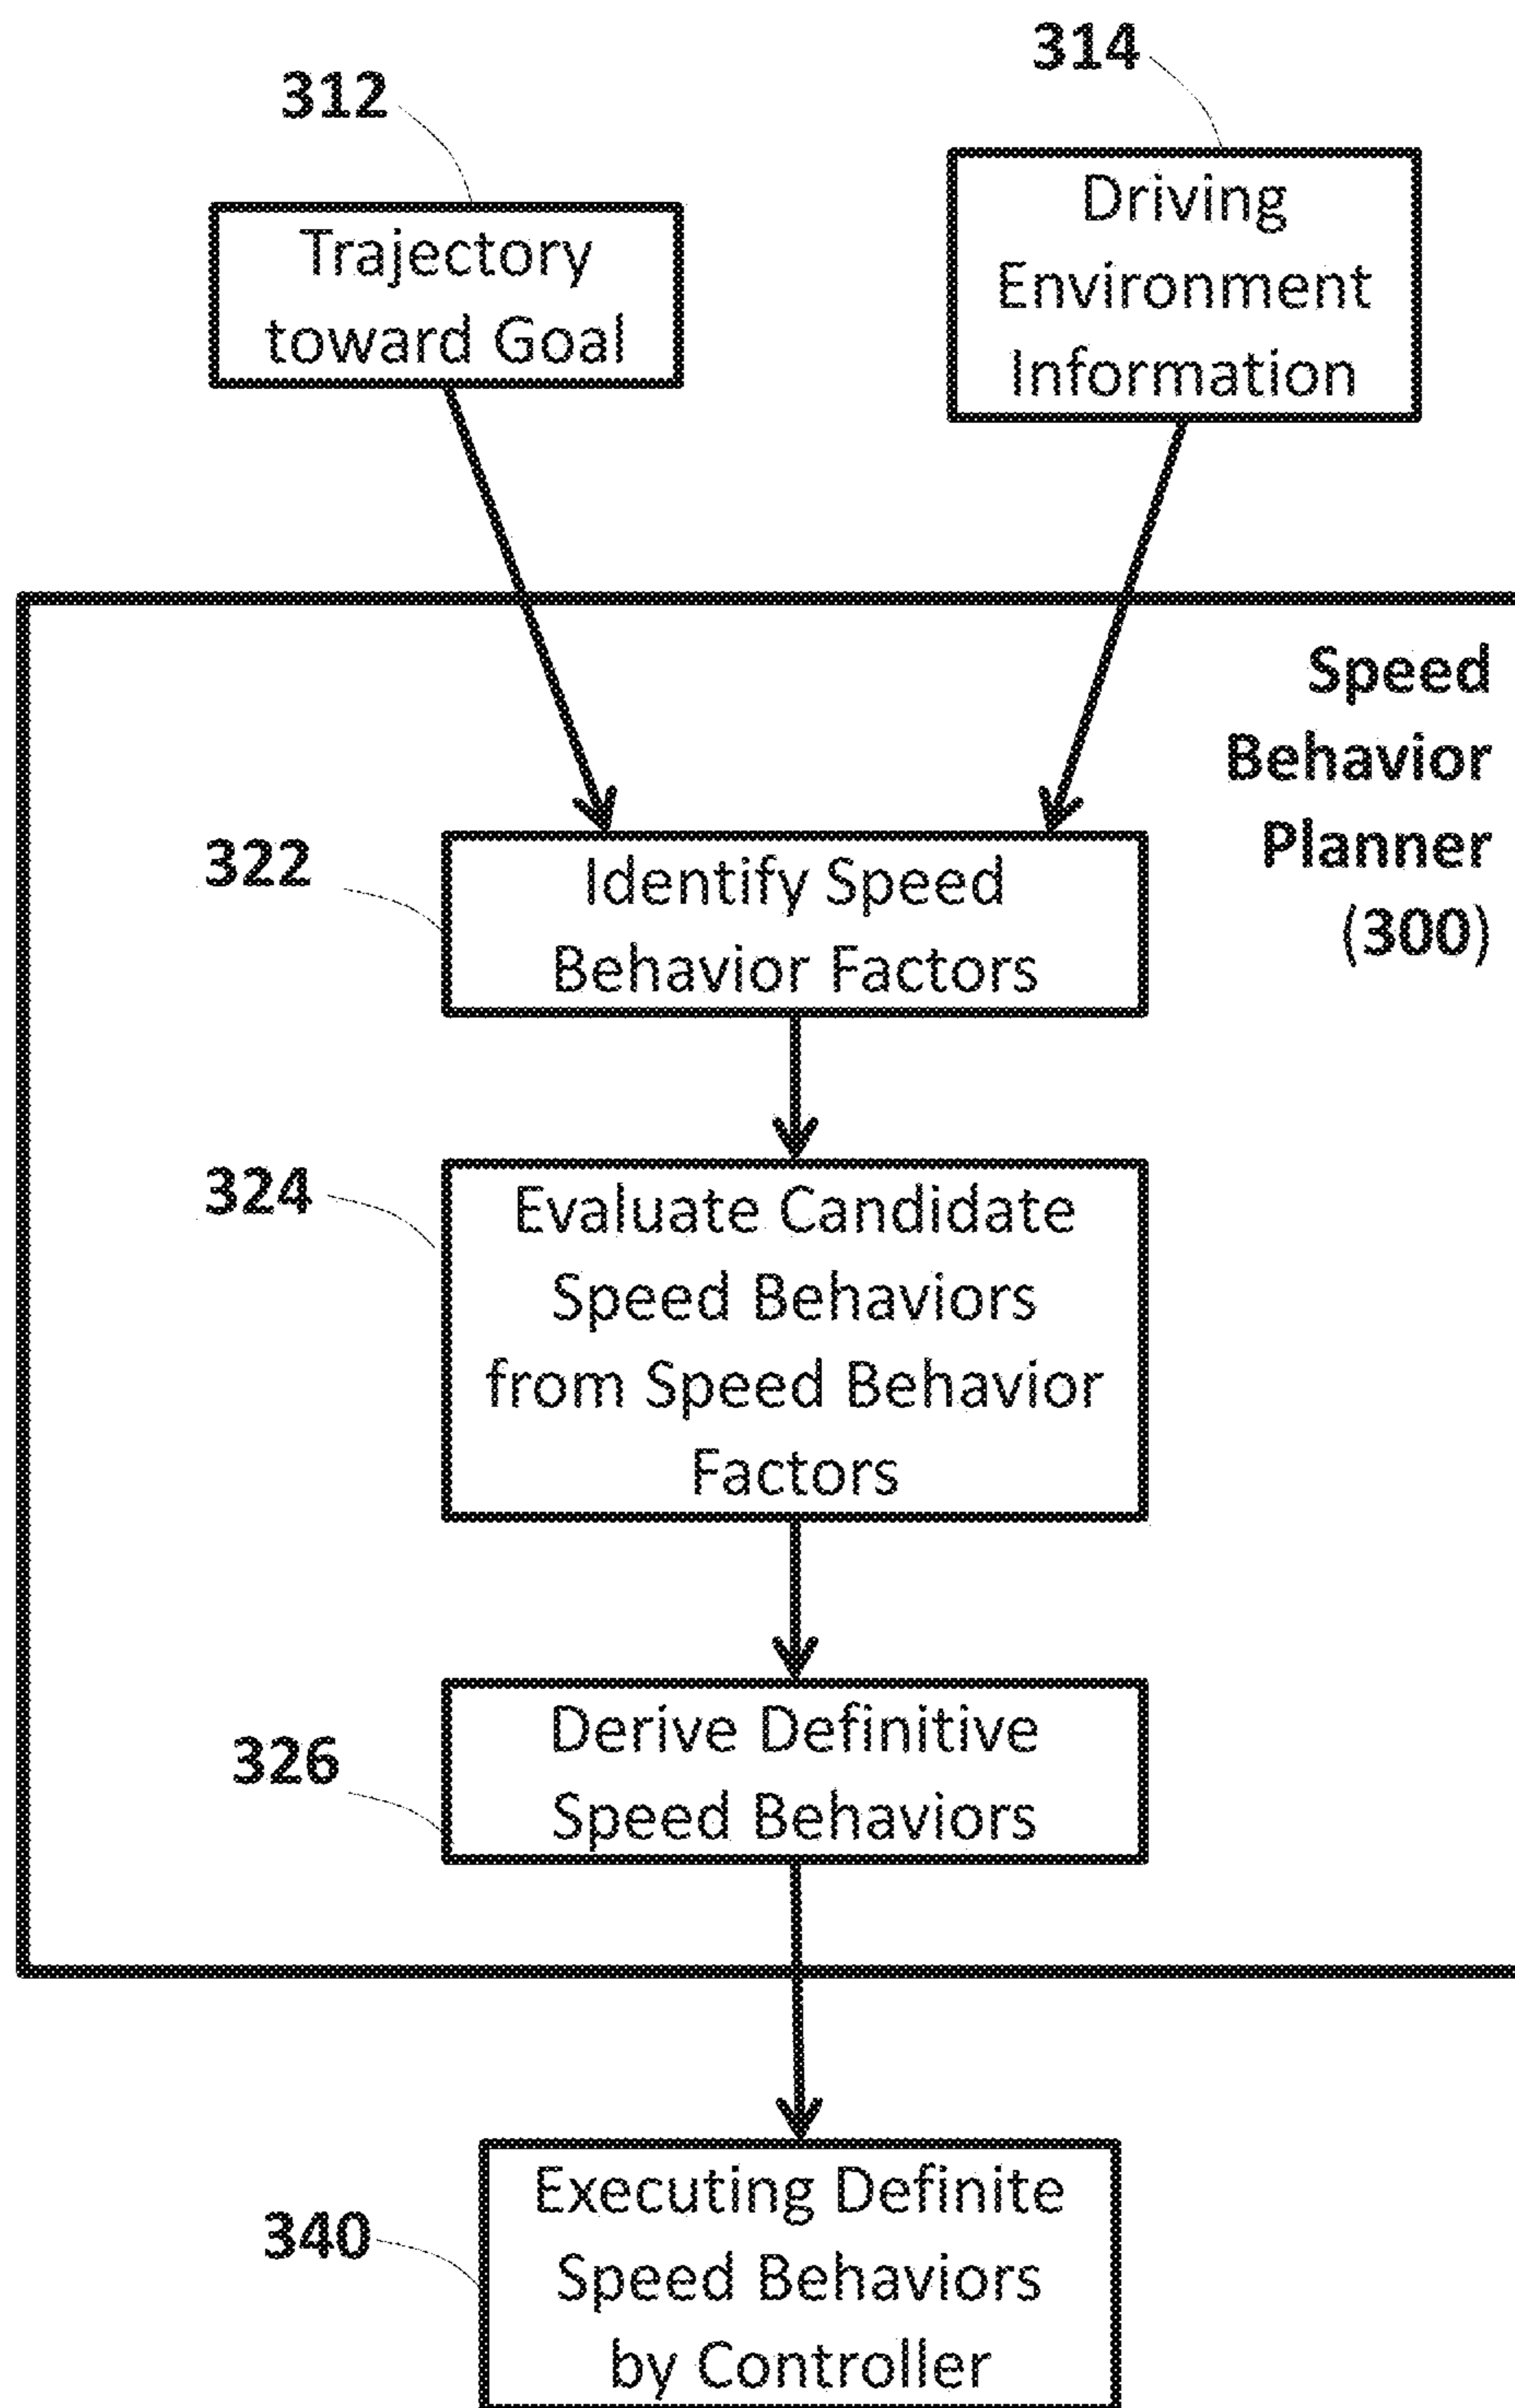 312
314
Trajectory
toward Goal
Driving
Environment
Information
Speed
Behavior
Planner
(300)
322
Identify Speed
Behavior Factors
324
Evaluate Candidate
Speed Behaviors
from Speed Behavior
Factors
326
Derive Definitive
Speed Behaviors
340
Executing Definite
Speed Behaviors
by Controller